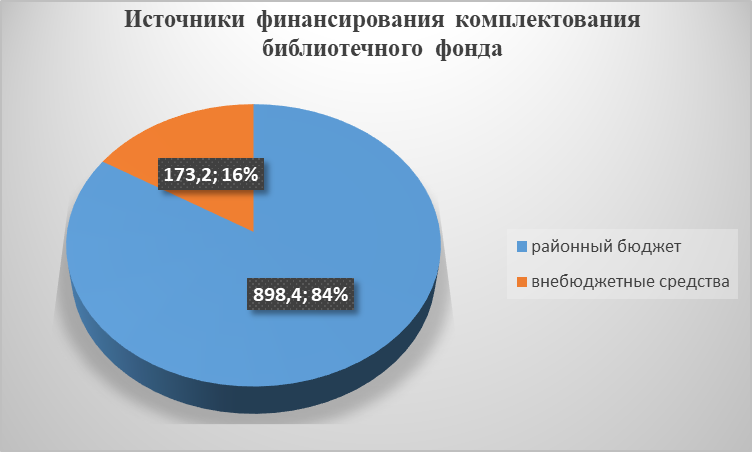 Источники финансирования комплектования
библиотечного фонда
173,2; 16%
898,4; 84%
районный бюджет
внебюджетные средства